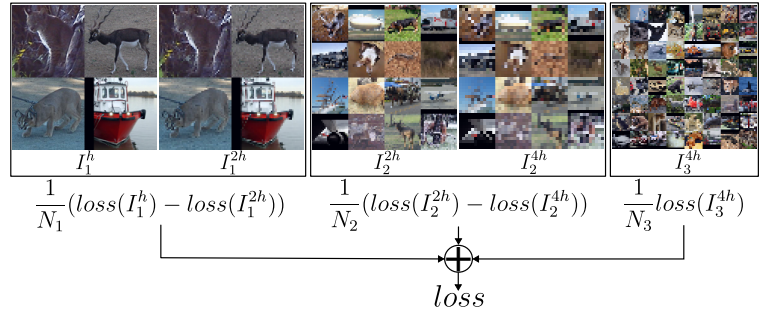 I_1^h I_1^{2h} I_2^{2h} I_2^{4h} I_3^{4h}
\frac{1}{N_1}(loss(I_1^h) - loss(I_1^{2h})) \frac{1}{N_2}(loss(I_2^{2h}) - loss(I_2^{4h})) \frac{1}{N_3}loss(I_3^{4h})
loss